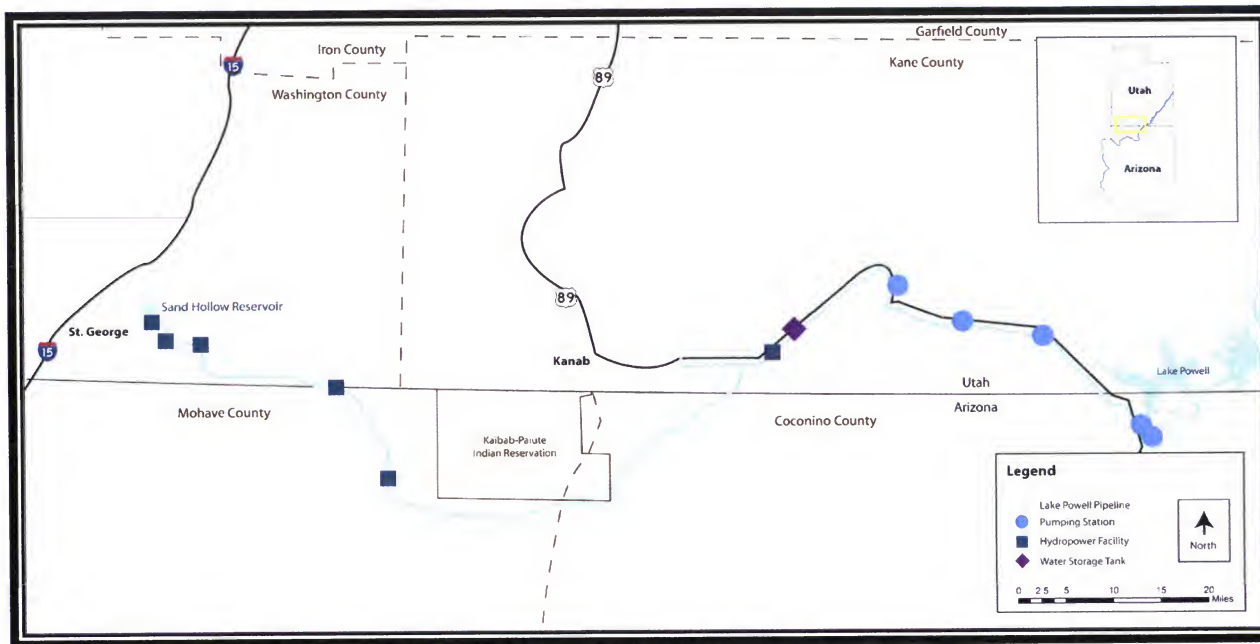 Garfield County
Iron County
Kane County
15
89
Washington County
Utah
Arizona
Sand Hollow Reservoir
89
St. George
15
Kanab
Lake Powell
Utah
Arizona
Mohave County
Coconino County
Kaibab-Paiute
Indian Reservation
Legend
Lake Powell Pipeline
Pumping Station
Hydropower Facility
Water Storage Tank
North
0 2.5 5 10 15 20
Miles